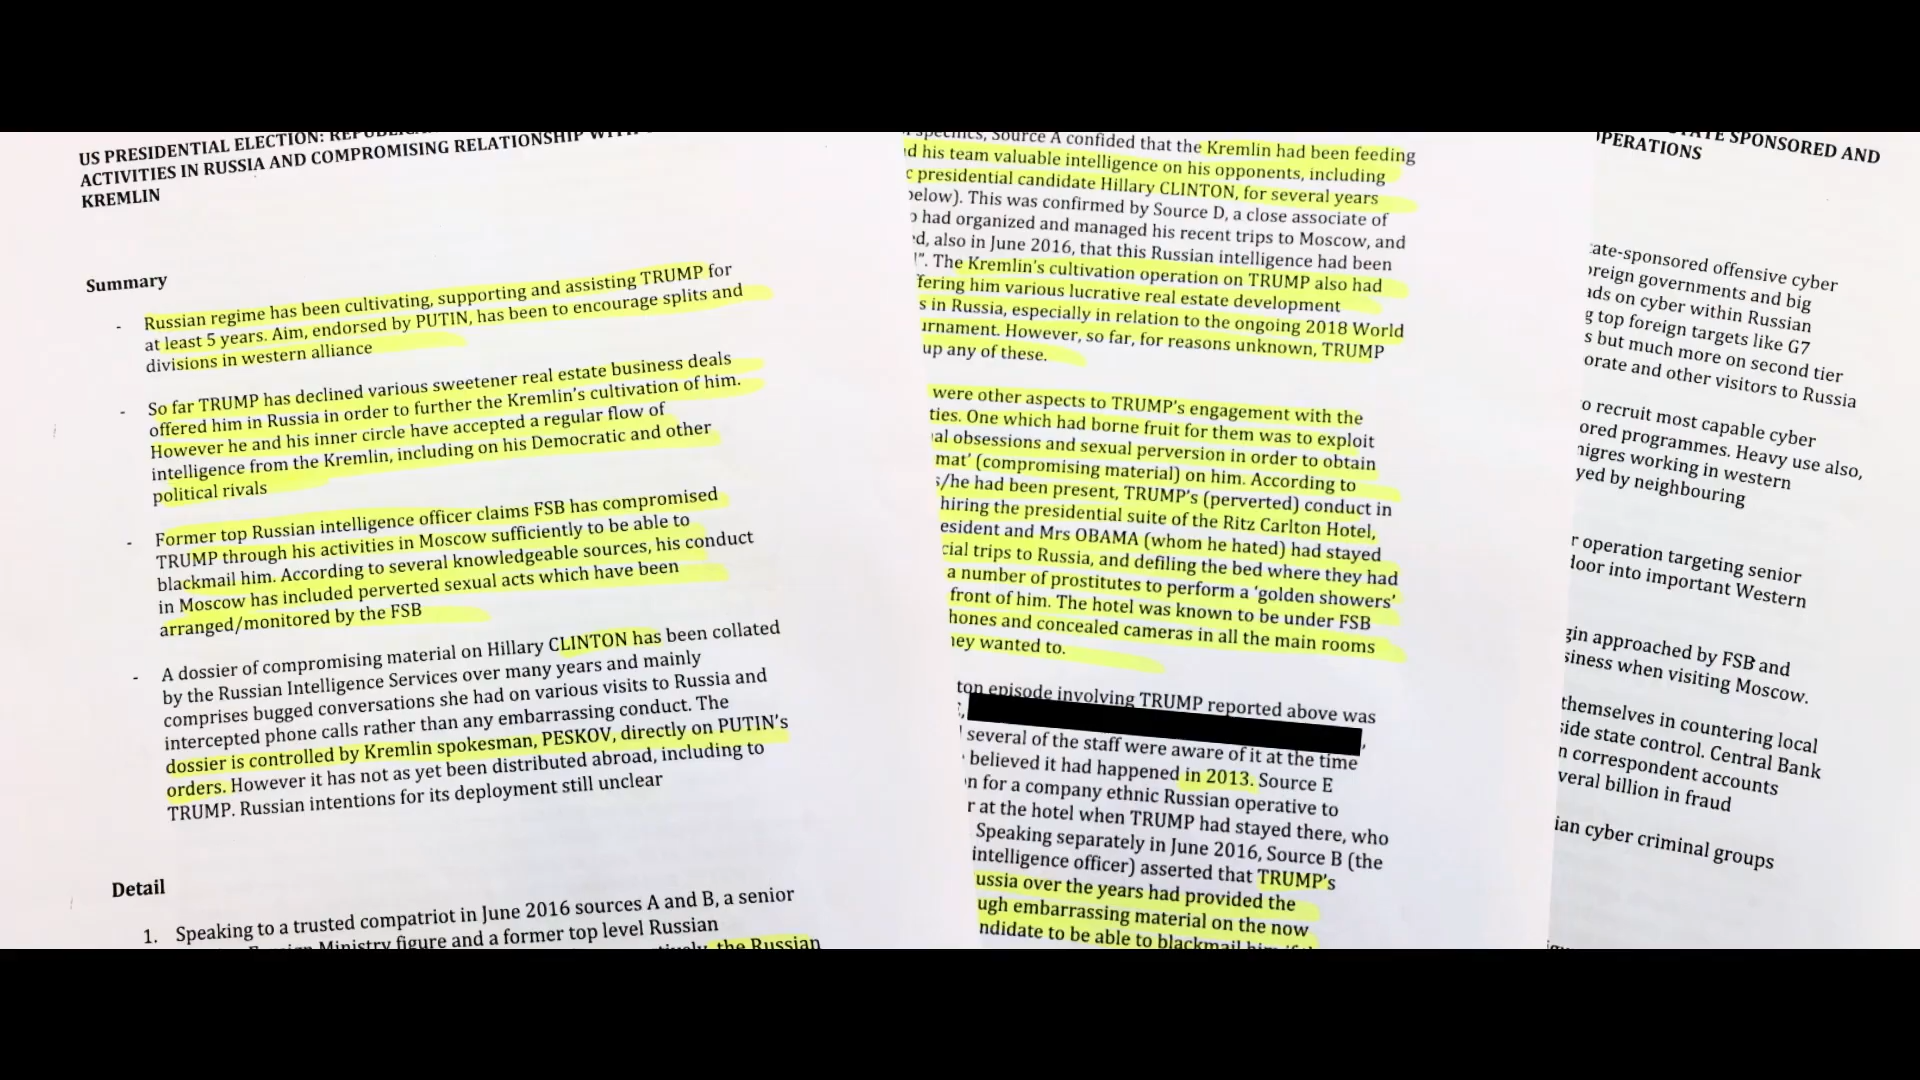 US PRESIDENTIAL ELECTION:
ACTIVITIES IN RUSSIA AND COMPROMISING RELATIONSHIP
KREMLIN
Summary
- Russian regime has been cultivating, supporting and assisting TRUMP for
at least 5 years. Aim, endorsed by PUTIN, has been to encourage splits and
divisions in western alliance
- So far TRUMP has declined various sweetener real estate business deals
offered him in Russia in order to further the Kremlin's cultivation of him.
However he and his inner circle have accepted a regular flow of
intelligence from the Kremlin, including on his Democratic and other
political rivals
- Former top Russian intelligence officer claims FSB has compromised
TRUMP through his activities in Moscow sufficiently to be able to
blackmail him. According to several knowledgeable sources, his conduct
in Moscow has included perverted sexual acts which have been
arranged/monitored by the FSB
- A dossier of compromising material on Hillary CLINTON has been collated
by the Russian Intelligence Services over many years and mainly
comprises bugged conversations she had on various visits to Russia and
intercepted phone calls rather than any embarrassing conduct. The
dossier is controlled by Kremlin spokesman, PESKOV, directly on PUTIN's
orders. However it has not as yet been distributed abroad, including to
TRUMP. Russian intentions for its deployment still unclear
Detail
1. Speaking to a trusted compatriot in June 2016 sources A and B, a senior
Ministry figure and a former top level Russian
the Russian
Source A confided that the Kremlin had been feeding
his team valuable intelligence on his opponents, including
presidential candidate Hillary CLINTON, for several years
below). This was confirmed by Source D, a close associate of
had organized and managed his recent trips to Moscow, and
also in June 2016, that this Russian intelligence had been
". The Kremlin's cultivation operation on TRUMP also had
fering him various lucrative real estate development
s in Russia, especially in relation to the ongoing 2018 World
urnament. However, so far, for reasons unknown, TRUMP
up any of these.
were other aspects to TRUMP's engagement with the
ties. One which had borne fruit for them was to exploit
al obsessions and sexual perversion in order to obtain
mat' (compromising material) on him. According to
s/he had been present, TRUMP's (perverted) conduct in
hiring the presidential suite of the Ritz Carlton Hotel,
esident and Mrs OBAMA (whom he hated) had stayed
cial trips to Russia, and defiling the bed where they had
a number of prostitutes to perform a 'golden showers'
front of him. The hotel was known to be under FSB
hones and concealed cameras in all the main rooms
hey wanted to.
ton episode involving TRUMP reported above was
several of the staff were aware of it at the time
believed it had happened in 2013. Source E
n for a company ethnic Russian operative to
r at the hotel when TRUMP had stayed there, who
Speaking separately in June 2016, Source B (the
intelligence officer) asserted that TRUMP's
ussia over the years had provided the
ugh embarrassing material on the now
ndidate to be able to blackmail
STATE SPONSORED AND
OPERATIONS
ate-sponsored offensive cyber
oreign governments and big
ds on cyber within Russian
g top foreign targets like G7
s but much more on second tier
orate and other visitors to Russia
o recruit most capable cyber
ored programmes. Heavy use also,
migres working in western
yed by neighbouring
r operation targeting senior
door into important Western
gin approached by FSB and
siness when visiting Moscow.
themselves in countering local
side state control. Central Bank
n correspondent accounts
veral billion in fraud
ian cyber criminal groups